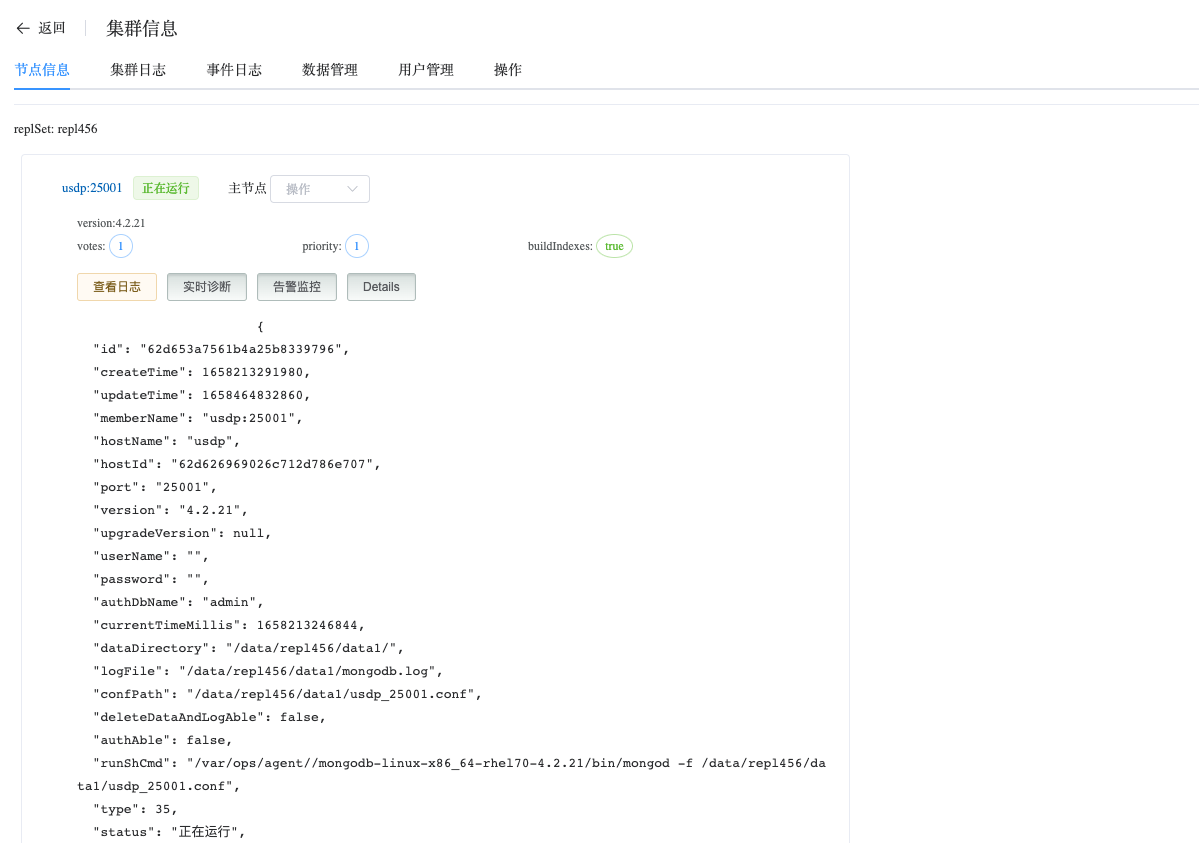 返回 集群信息
节点信息 集群日志 事件日志 数据管理 用户管理 操作
replSet: repl456
usdp:25001 正在运行 主节点 操作
version:4.2.21
votes: 1 priority: 1 buildIndexes: true
查看日志 实时诊断 告警监控 Details
{
"id": "62d653a7561b4a25b8339796",
"createTime": 1658213291980,
"updateTime": 1658464832860,
"memberName": "usdp:25001",
"hostName": "usdp",
"hostId": "62d626969026c712d786e707",
"port": "25001",
"version": "4.2.21",
"upgradeVersion": null,
"userName": "",
"password": "",
"authDbName": "admin",
"currentTimeMillis": 1658213246844,
"dataDirectory": "/data/repl456/data1/",
"logFile": "/data/repl456/data1/mongodb.log",
"confPath": "/data/repl456/data1/usdp_25001.conf",
"deleteDataAndLogAble": false,
"authAble": false,
"runShCmd": "/var/ops/agent//mongodb-linux-x86_64-rhel70-4.2.21/bin/mongod -f /data/repl456/da
ta1/usdp_25001.conf",
"type": 35,
"status": "正在运行",